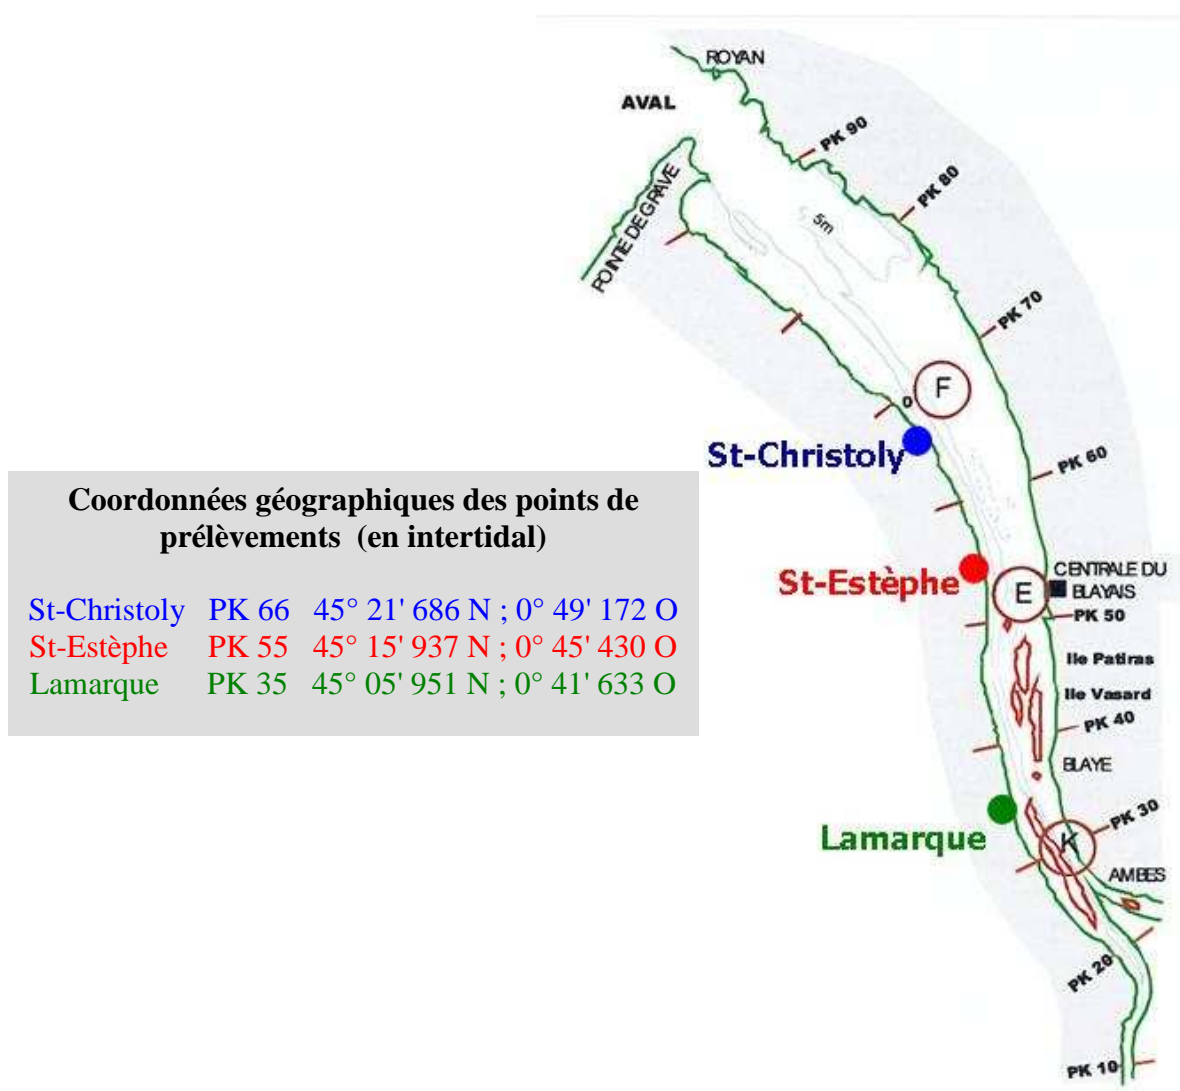 ROYAN
AVAL
PK 90
PK 80
POINTE DE GRAVE
5m
PK 70
F
0
St-Christoly
PK 60
Coordonnées géographiques des points de
prélèvements (en intertidal)
St-Christoly PK 66 45° 21' 686 N ; 0° 49' 172 O
St-Estèphe PK 55 45° 15' 937 N ; 0° 45' 430 O
Lamarque PK 35 45° 05' 951 N ; 0° 41' 633 O
St-Estèphe
E
CENTRALE DU
BLAYAIS
PK 50
Ile Patiras
Ile Vasard
PK 40
BLAYE
Lamarque
PK 30
K
AMBES
PK 20
PK 10